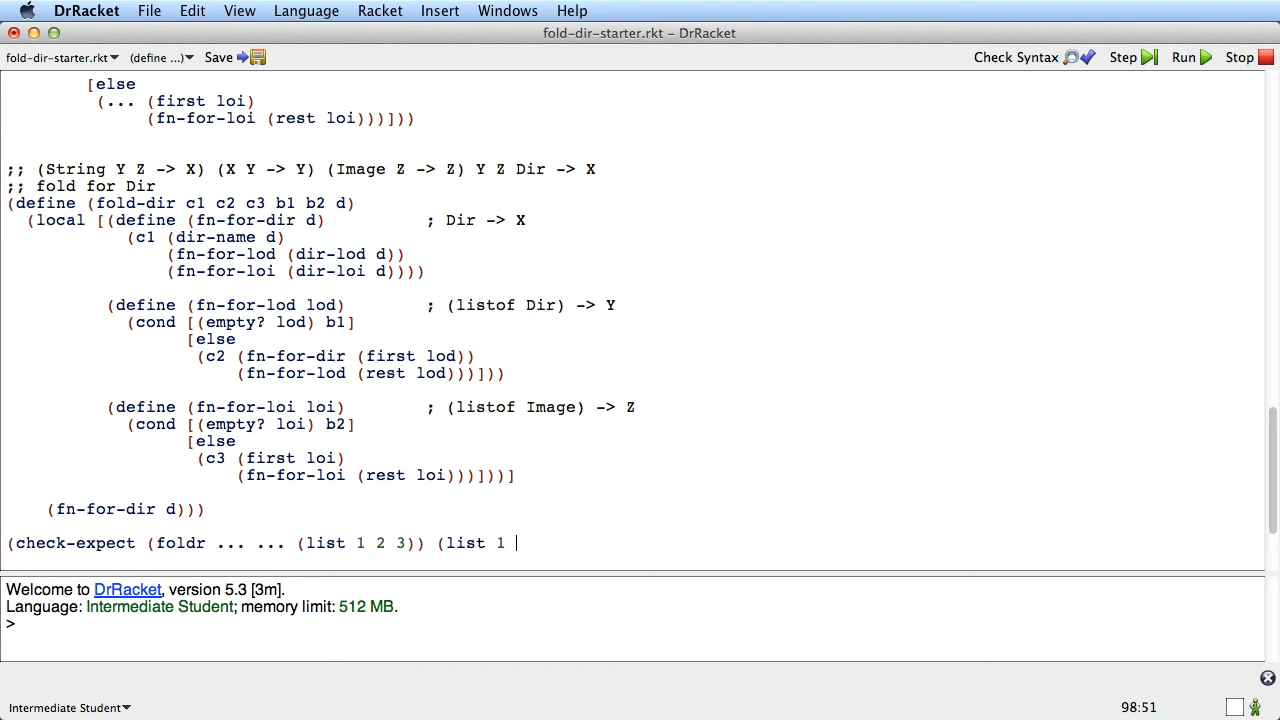 DrRacket File Edit View Language Racket Insert Windows Help
fold-dir-starter.rkt – DrRacket
fold-dir-starter.rkt▼ (define ...)▼ Save Check Syntax Step Run Stop
[else
(... (first loi)
(fn-for-loi (rest loi)))]))
;; (String Y Z -> X) (X Y -> Y) (Image Z -> Z) Y Z Dir -> X
;; fold for Dir
(define (fold-dir c1 c2 c3 b1 b2 d)
(local [(define (fn-for-dir d) ; Dir -> X
(c1 (dir-name d)
(fn-for-lod (dir-lod d))
(fn-for-loi (dir-loi d))))
(define (fn-for-lod lod) ; (listof Dir) -> Y
(cond [(empty? lod) b1]
[else
(c2 (fn-for-dir (first lod))
(fn-for-lod (rest lod)))]))
(define (fn-for-loi loi) ; (listof Image) -> Z
(cond [(empty? loi) b2]
[else
(c3 (first loi)
(fn-for-loi (rest loi)))]))]
(fn-for-dir d)))
(check-expect (foldr ... ... (list 1 2 3)) (list 1
Welcome to DrRacket, version 5.3 [3m].
Language: Intermediate Student; memory limit: 512 MB.
>
Intermediate Student▼ 98:51